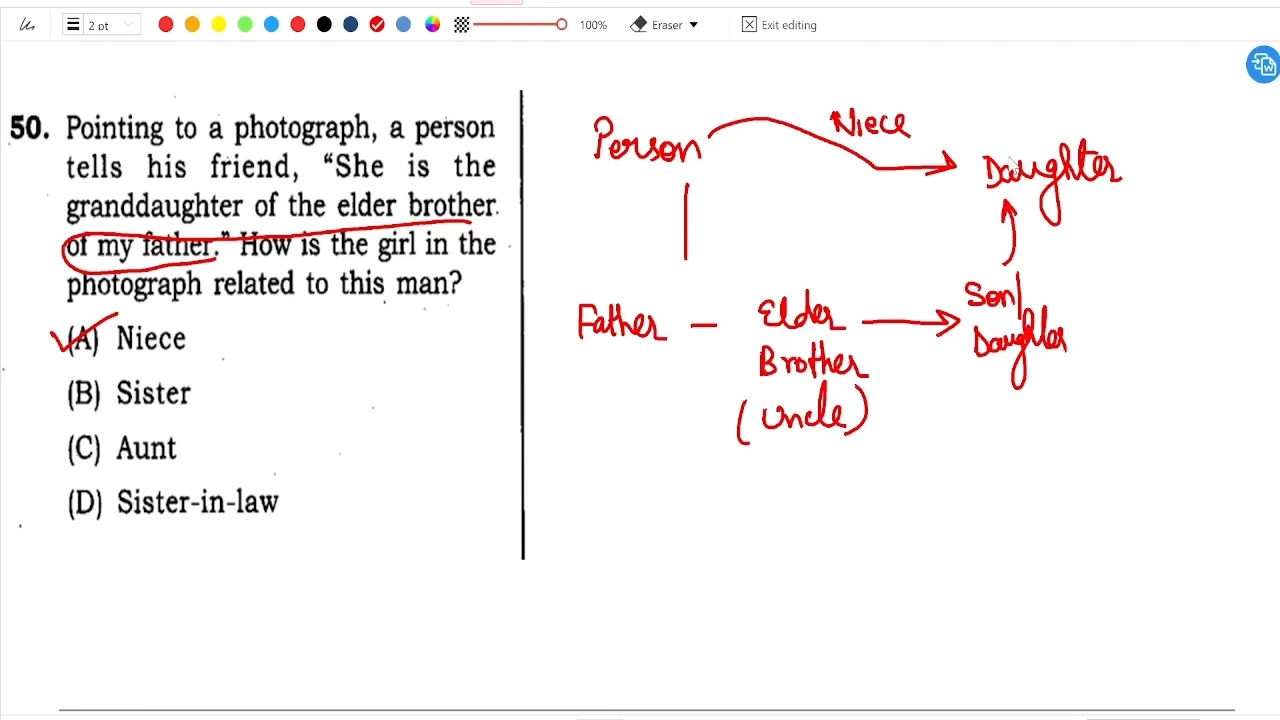 2 pt
100%
Eraser
Exit editing
50. Pointing to a photograph, a person
tells his friend, “She is the
granddaughter of the elder brother
of my father.” How is the girl in the
photograph related to this man?
(A) Niece
(B) Sister
(C) Aunt
(D) Sister-in-law
Person
Niece
Daughter
Father – Elder
Brother
(Uncle)
Son/
Daughter